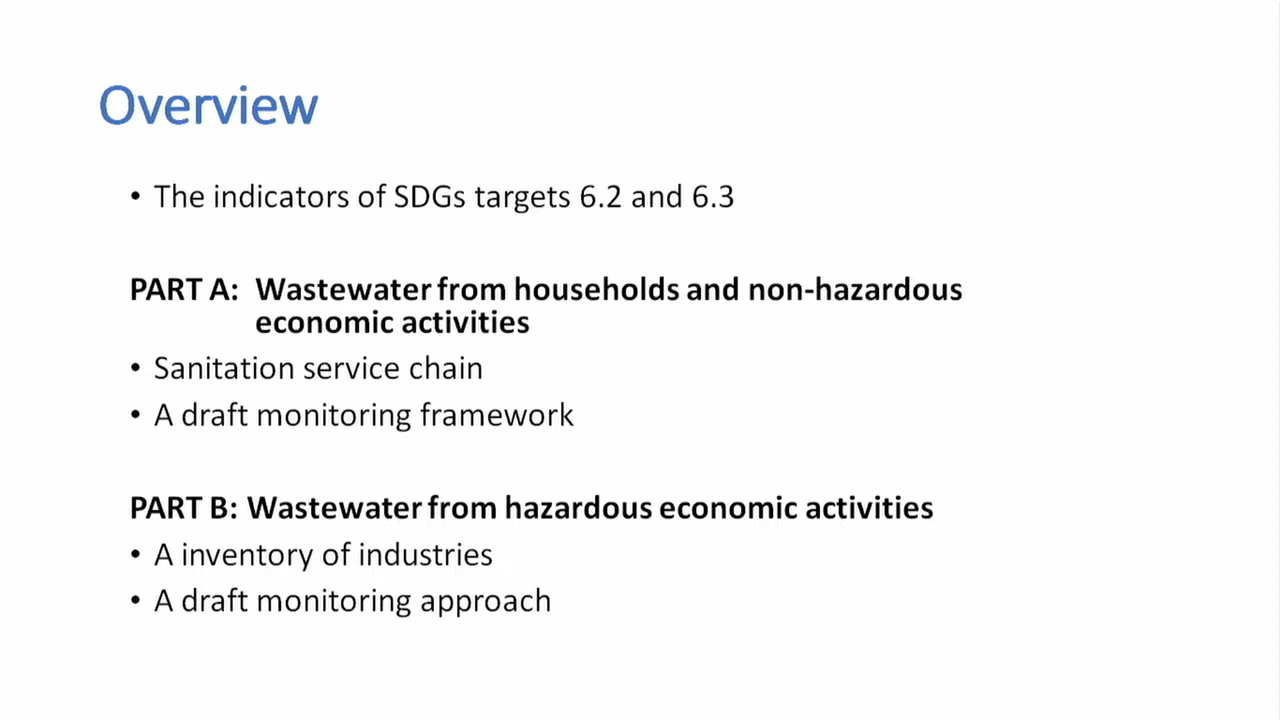 Overview
• The indicators of SDGs targets 6.2 and 6.3
PART A: Wastewater from households and non-hazardous
economic activities
• Sanitation service chain
• A draft monitoring framework
PART B: Wastewater from hazardous economic activities
• A inventory of industries
• A draft monitoring approach